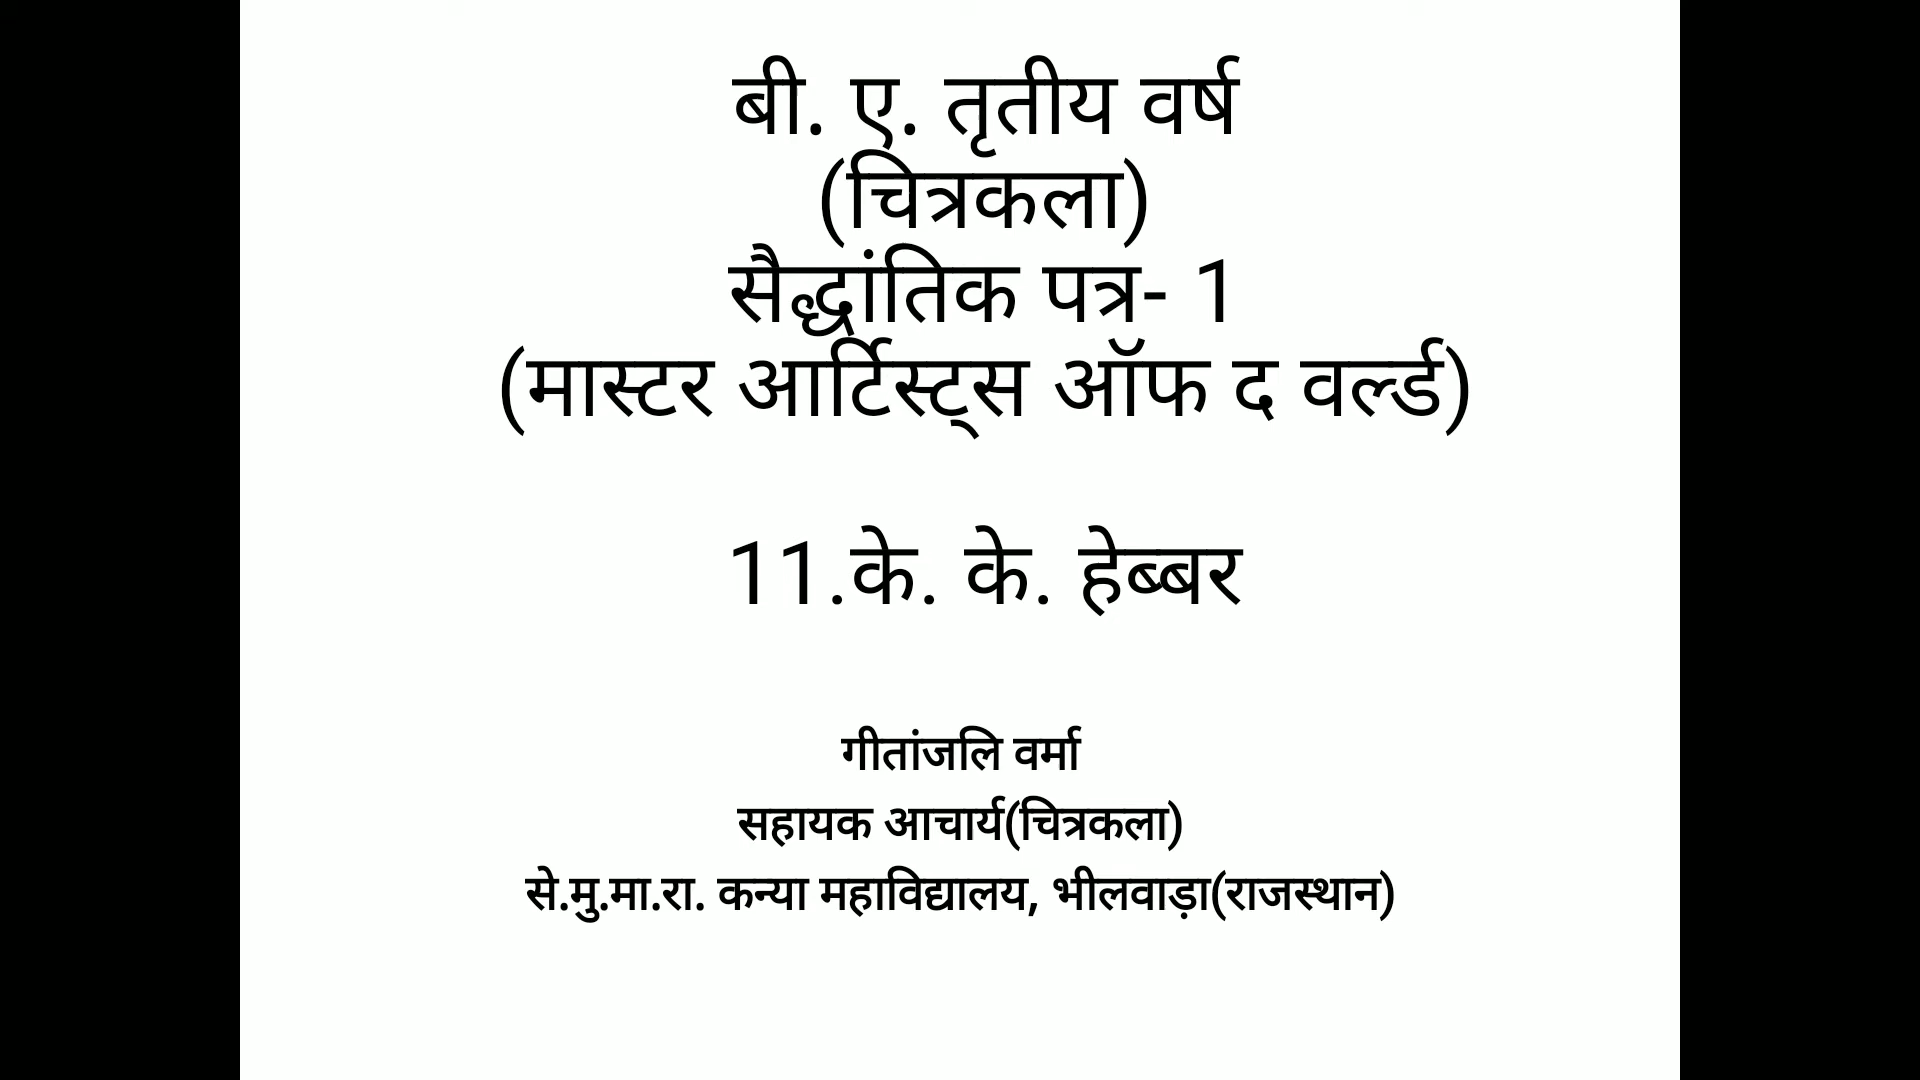 बी. ए. तृतीय वर्ष
(चित्रकला)
सैद्धांतिक पत्र- 1
(मास्टर आर्टिस्ट्स ऑफ द वर्ल्ड)
11.के. के. हेब्बर
गीतांजलि वर्मा
सहायक आचार्य(चित्रकला)
से.मु.मा.रा. कन्या महाविद्यालय, भीलवाड़ा(राजस्थान)